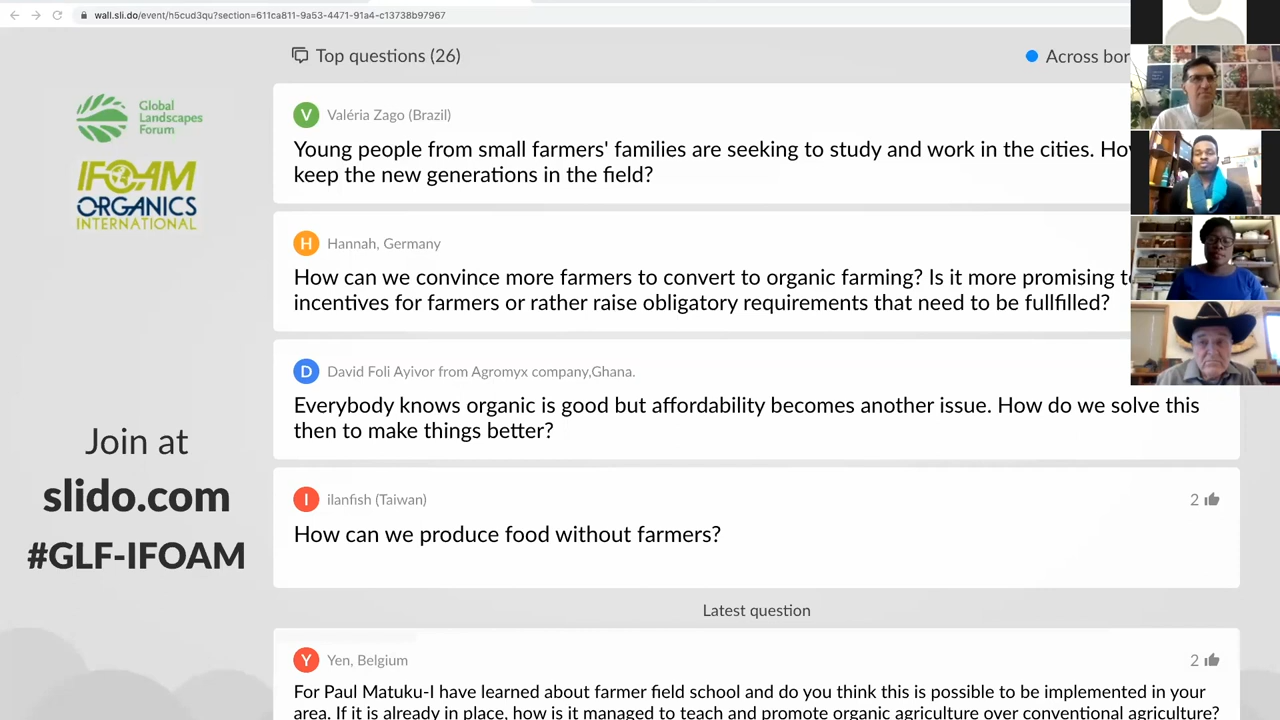 wall.sli.do/event/h5cud3qu?section=611ca811-9a53-4471-91a4-c13738b97967
Top questions (26)
Across bor
Global
Landscapes
Forum
IFOAM
ORGANICS
INTERNATIONAL
Join at
slido.com
#GLF-IFOAM
V
Valéria Zago (Brazil)
Young people from small farmers' families are seeking to study and work in the cities. How
keep the new generations in the field?
H
Hannah, Germany
How can we convince more farmers to convert to organic farming? Is it more promising to
incentives for farmers or rather raise obligatory requirements that need to be fullfilled?
D
David Foli Ayivor from Agromyx company,Ghana.
Everybody knows organic is good but affordability becomes another issue. How do we solve this
then to make things better?
I
ilanfish (Taiwan)
2
How can we produce food without farmers?
Latest question
Y
Yen, Belgium
2
For Paul Matuku-I have learned about farmer field school and do you think this is possible to be implemented in your
area. If it is already in place, how is it managed to teach and promote organic agriculture over conventional agriculture?